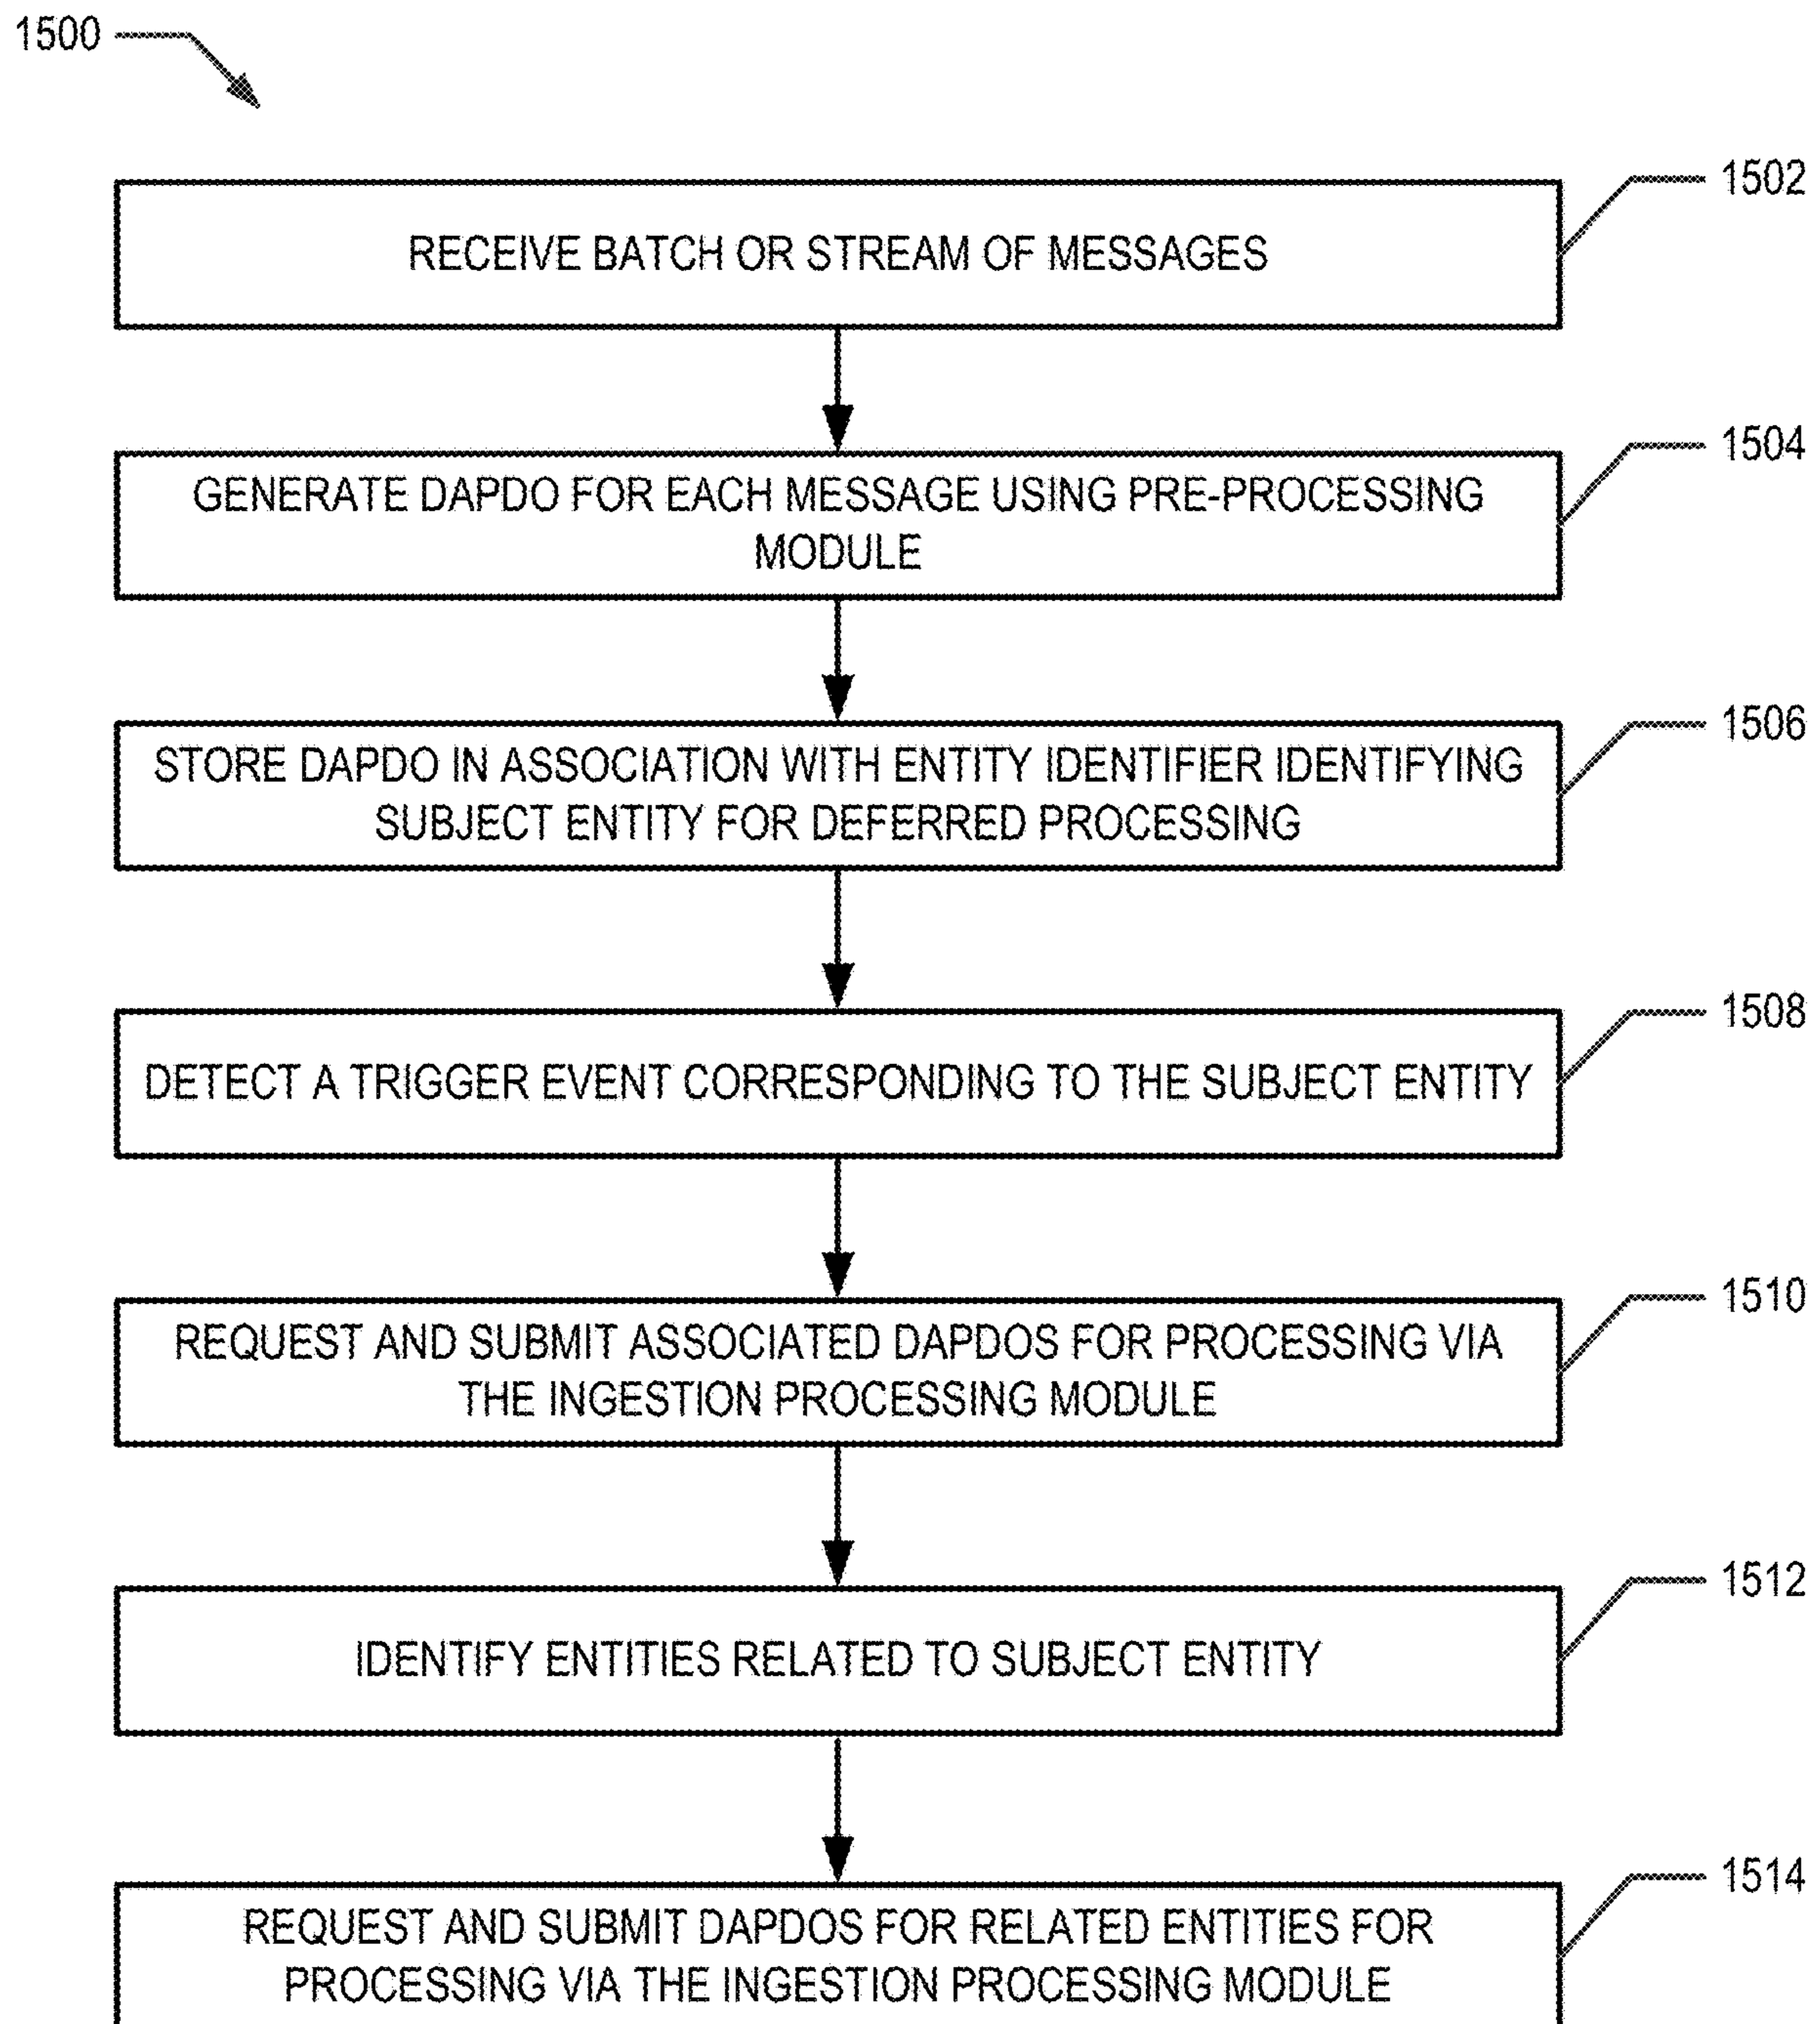 1500
1502
RECEIVE BATCH OR STREAM OF MESSAGES
1504
GENERATE DAPDO FOR EACH MESSAGE USING PRE-PROCESSING
MODULE
1506
STORE DAPDO IN ASSOCIATION WITH ENTITY IDENTIFIER IDENTIFYING
SUBJECT ENTITY FOR DEFERRED PROCESSING
1508
DETECT A TRIGGER EVENT CORRESPONDING TO THE SUBJECT ENTITY
1510
REQUEST AND SUBMIT ASSOCIATED DAPDOS FOR PROCESSING VIA
THE INGESTION PROCESSING MODULE
1512
IDENTIFY ENTITIES RELATED TO SUBJECT ENTITY
1514
REQUEST AND SUBMIT DAPDOS FOR RELATED ENTITIES FOR
PROCESSING VIA THE INGESTION PROCESSING MODULE